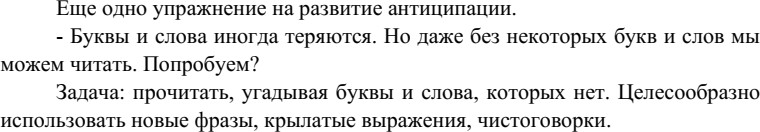 Еще одно упражнение на развитие антиципации.
- Буквы и слова иногда теряются. Но даже без некоторых букв и слов мы
можем читать. Попробуем?
Задача: прочитать, угадывая буквы и слова, которых нет. Целесообразно
использовать новые фразы, крылатые выражения, чистоговорки.